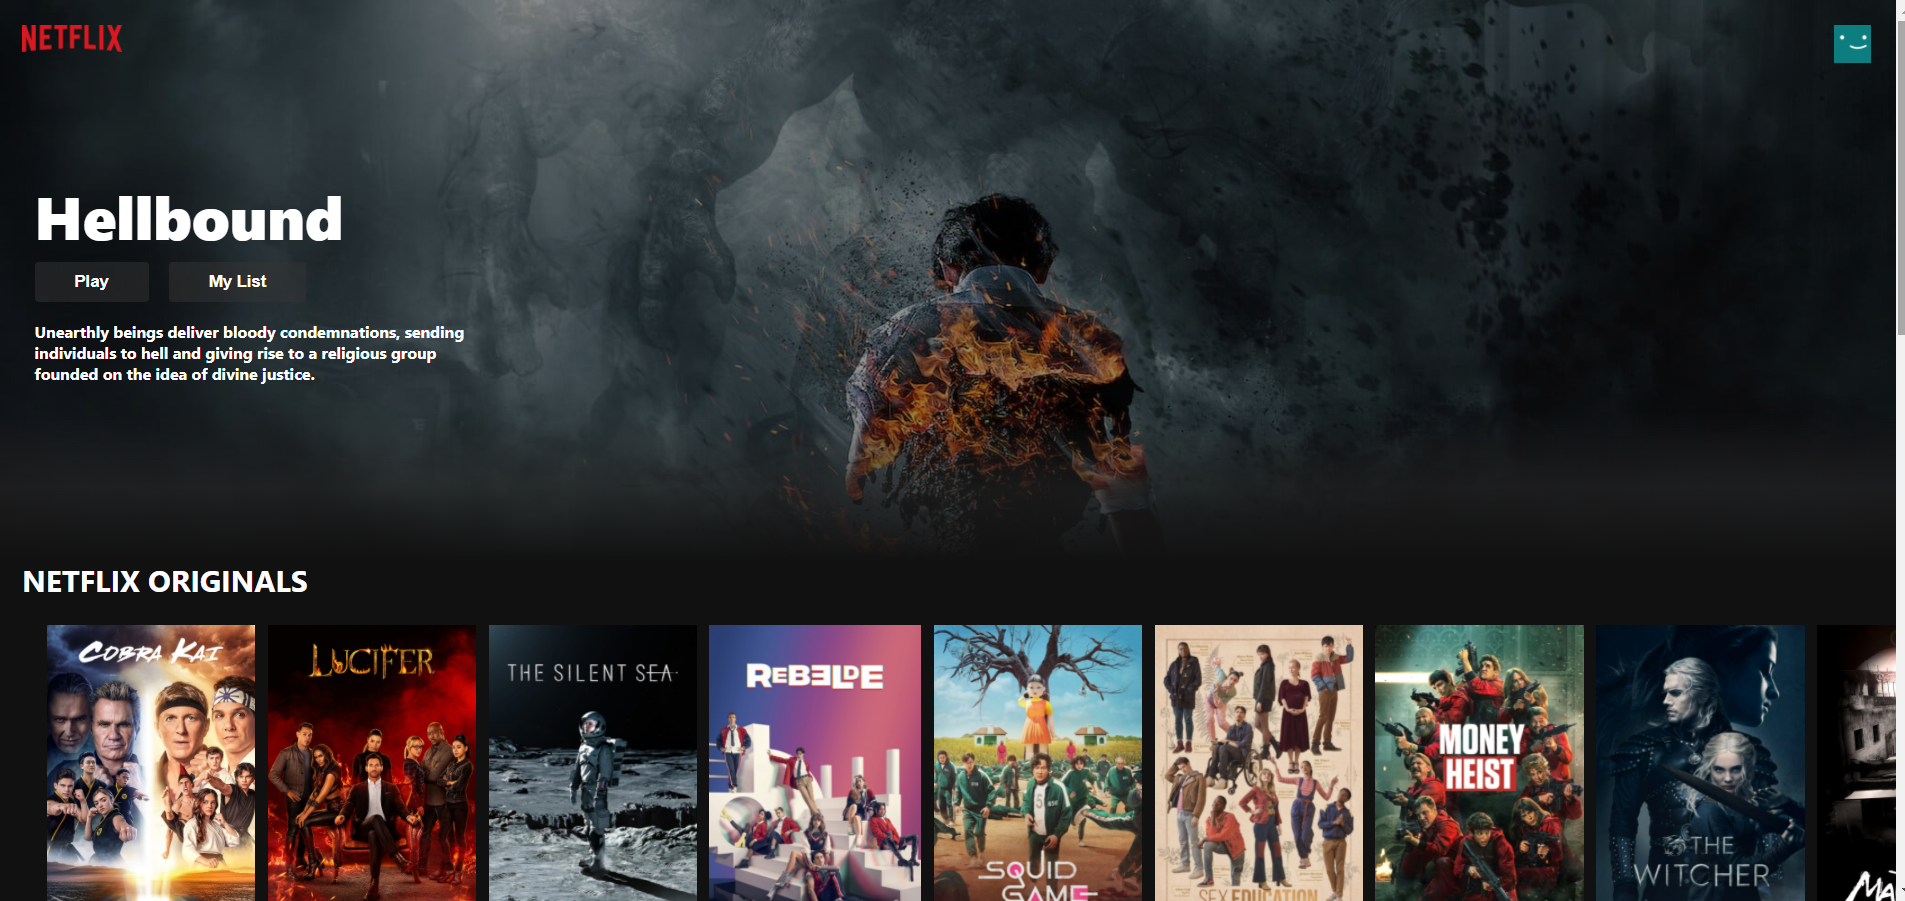 NETFLIX
Hellbound
Play
My List
Unearthly beings deliver bloody condemnations, sending
individuals to hell and giving rise to a religious group
founded on the idea of divine justice.
NETFLIX ORIGINALS
COBRA KAI
LUCIFER
THE SILENT SEA
REBELDE
SQUID
GAME
SEX EDUCATION
MONEY
HEIST
THE
WITCHER